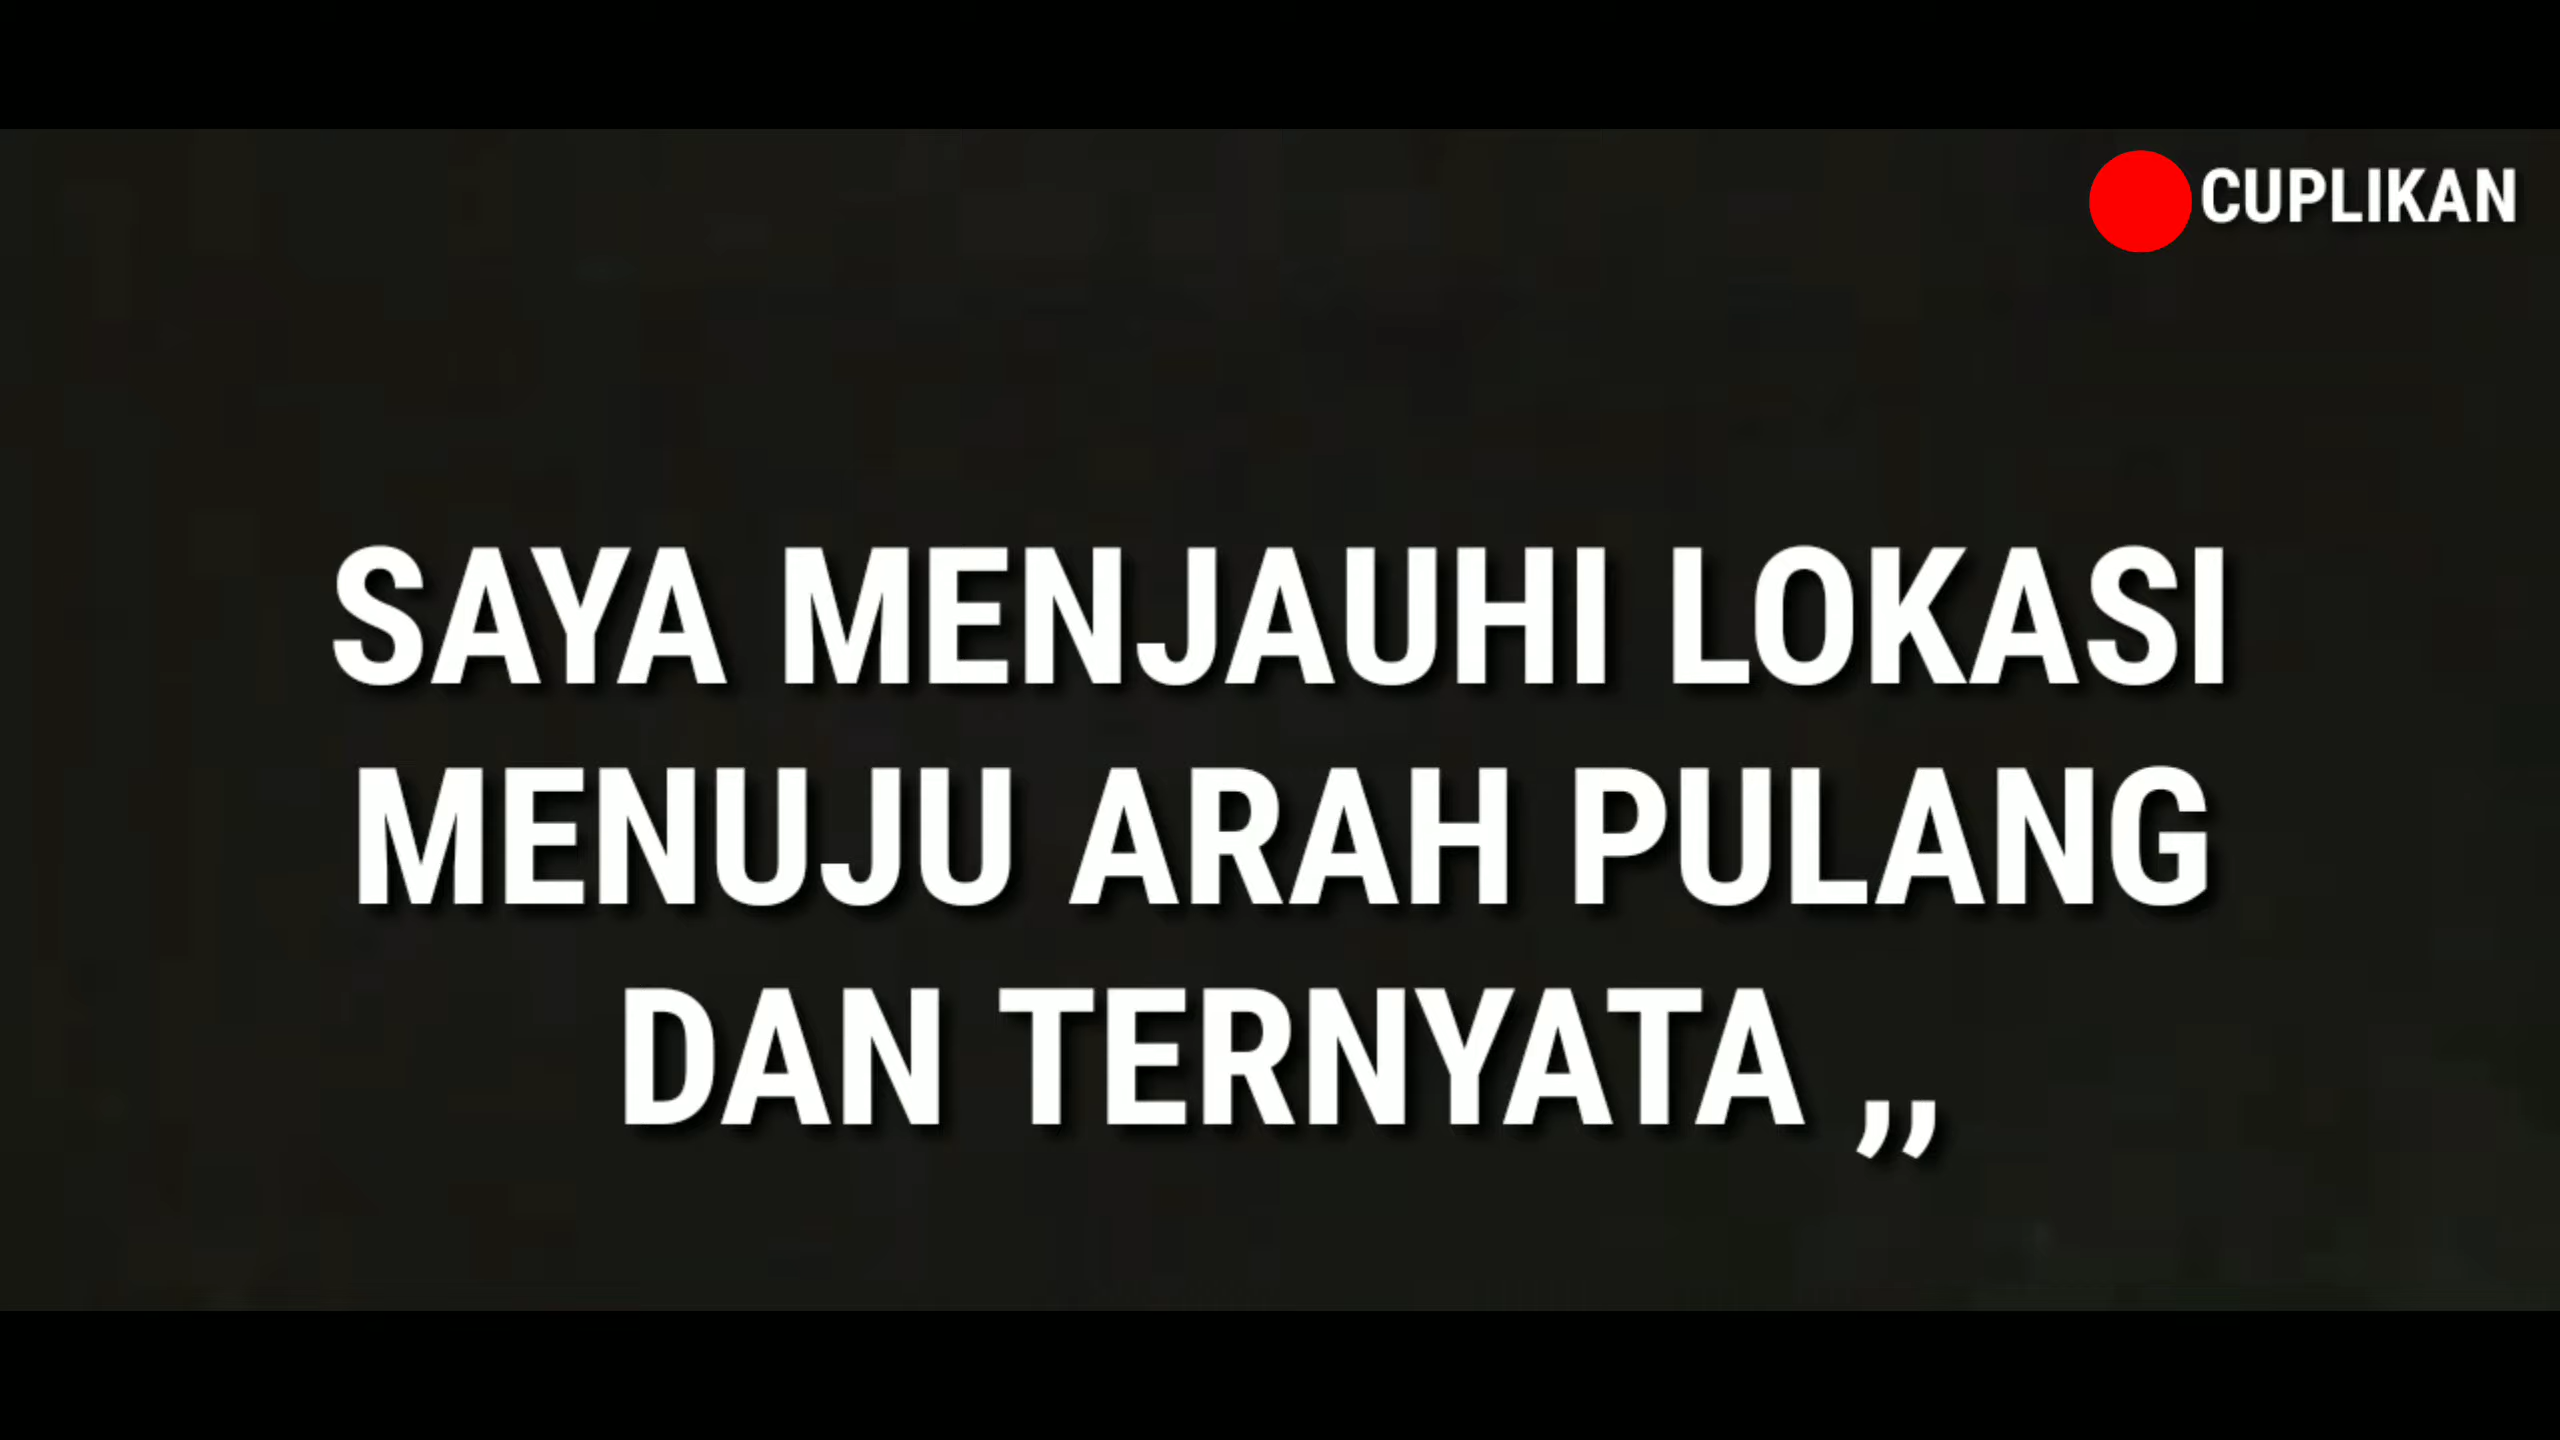 CUPLIKAN
SAYA MENJAUHI LOKASI
MENUJU ARAH PULANG
DAN TERNYATA ,,